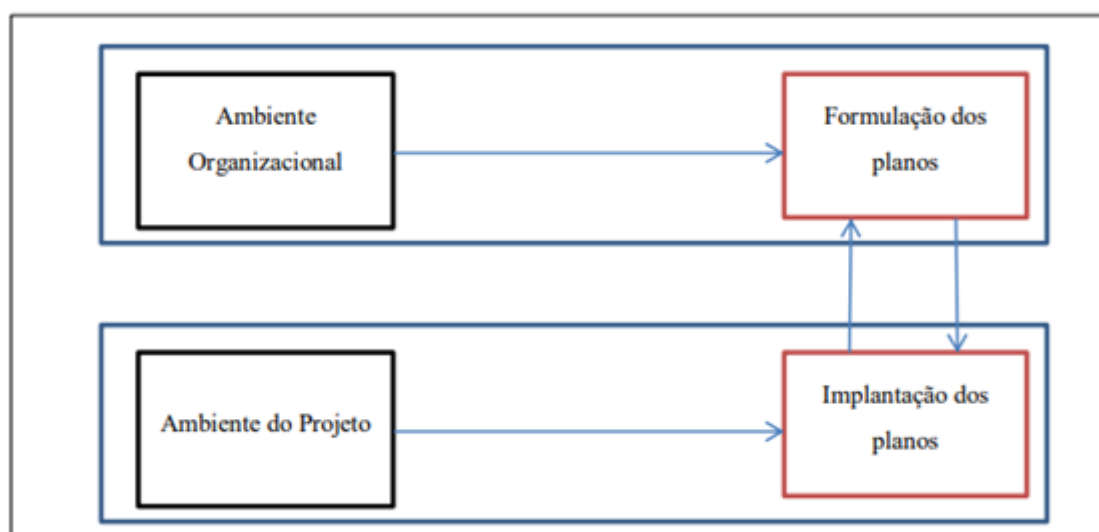 Ambiente
Organizacional
Formulação dos
planos
Ambiente do Projeto
Implantação dos
planos